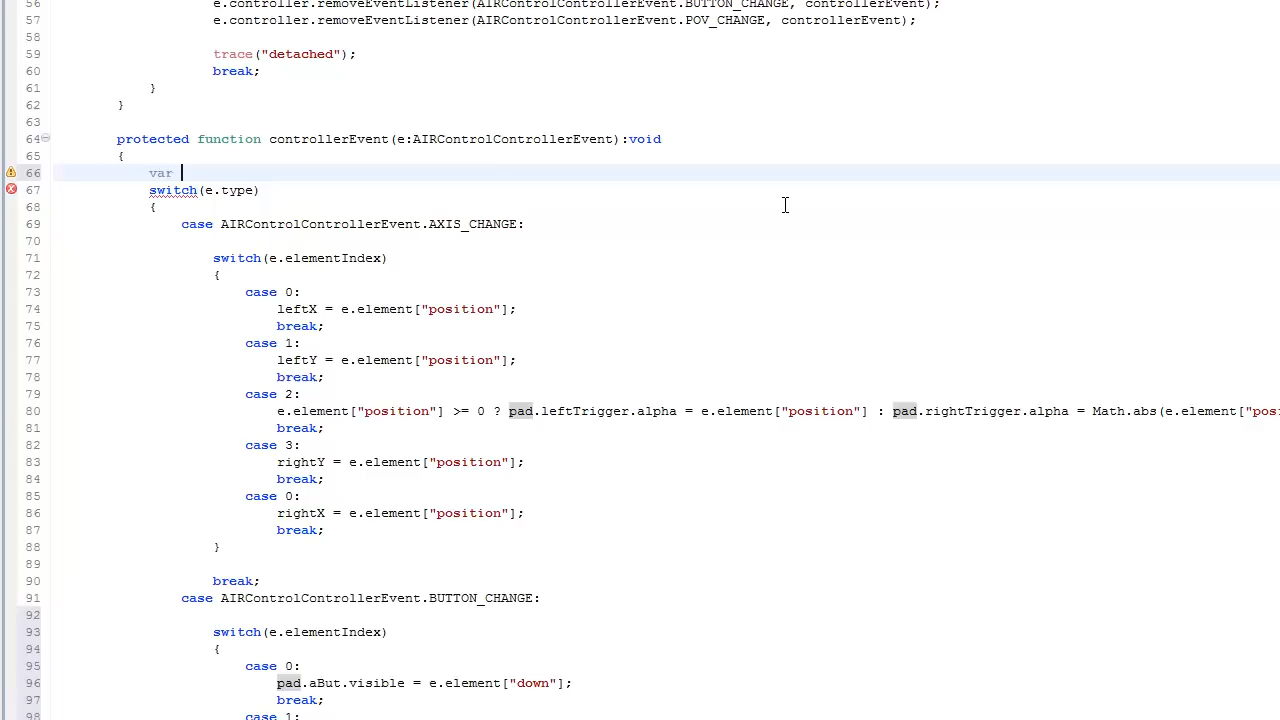 56 e.controller.removeEventListener(AIRControlControllerEvent.BUTTON_CHANGE, controllerEvent);
57 e.controller.removeEventListener(AIRControlControllerEvent.POV_CHANGE, controllerEvent);
58
59 trace("detached");
60 break;
61 }
62 }
63
64 protected function controllerEvent(e:AIRControlControllerEvent):void
65 {
66 var
67 switch(e.type)
68 {
69 case AIRControlControllerEvent.AXIS_CHANGE:
70
71 switch(e.elementIndex)
72 {
73 case 0:
74 leftX = e.element["position"];
75 break;
76 case 1:
77 leftY = e.element["position"];
78 break;
79 case 2:
80 e.element["position"] >= 0 ? pad.leftTrigger.alpha = e.element["position"] : pad.rightTrigger.alpha = Math.abs(e.element["pos
81 break;
82 case 3:
83 rightY = e.element["position"];
84 break;
85 case 0:
86 rightX = e.element["position"];
87 break;
88 }
89
90 break;
91 case AIRControlControllerEvent.BUTTON_CHANGE:
92
93 switch(e.elementIndex)
94 {
95 case 0:
96 pad.aBut.visible = e.element["down"];
97 break;
98 case 1: